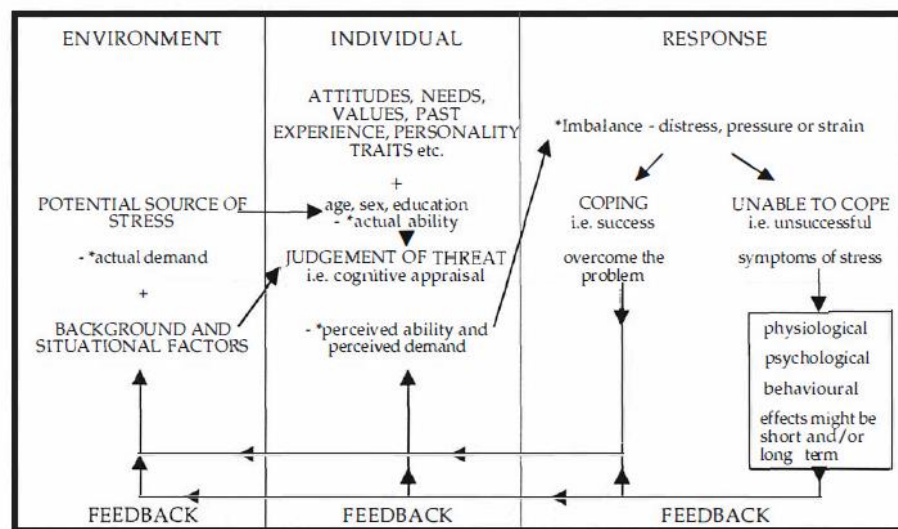 ENVIRONMENT
POTENTIAL SOURCE OF
STRESS
- *actual demand
+
BACKGROUND AND
SITUATIONAL FACTORS
FEEDBACK
INDIVIDUAL
ATTITUDES, NEEDS,
VALUES, PAST
EXPERIENCE, PERSONALITY
TRAITS etc.
+
age, sex, education
- *actual ability
JUDGEMENT OF THREAT
i.e. cognitive appraisal
- *perceived ability and
perceived demand
FEEDBACK
RESPONSE
*Imbalance - distress, pressure or strain
COPING
i.e. success
overcome the
problem
UNABLE TO COPE
i.e. unsuccessful
symptoms of stress
physiological
psychological
behavioural
effects might be
short and/or
long term
FEEDBACK